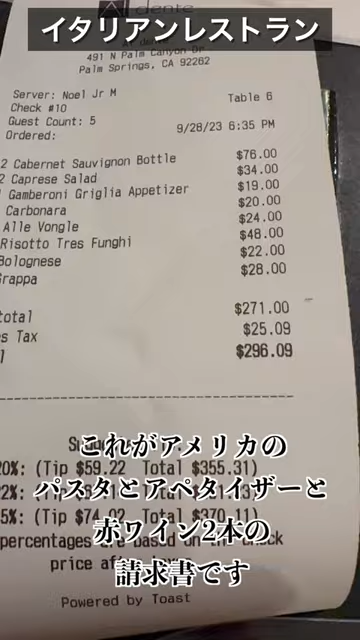 イタリアンレストラン
Al dente
491 N Palm Canyon Dr
Palm Springs, CA 92262
Server: Noel Jr M
Table 6
Check #10
Guest Count: 5
9/28/23 6:35 PM
Ordered:
2 Cabernet Sauvignon Bottle $76.00
2 Caprese Salad $34.00
Gamberoni Griglia Appetizer $19.00
Carbonara $20.00
Alle Vongle $24.00
Risotto Tres Funghi $48.00
Bolognese $22.00
Grappa $28.00
total $271.00
s Tax $25.09
$296.09
これがアメリカの
20%: (Tip $59.22 Total $355.31)
パスタとアペタイザーと
5%: (Tip $74.02 Total $370.11)
赤ワイン2本の
percentages are based on the check
price
請求書です
Powered by Toast